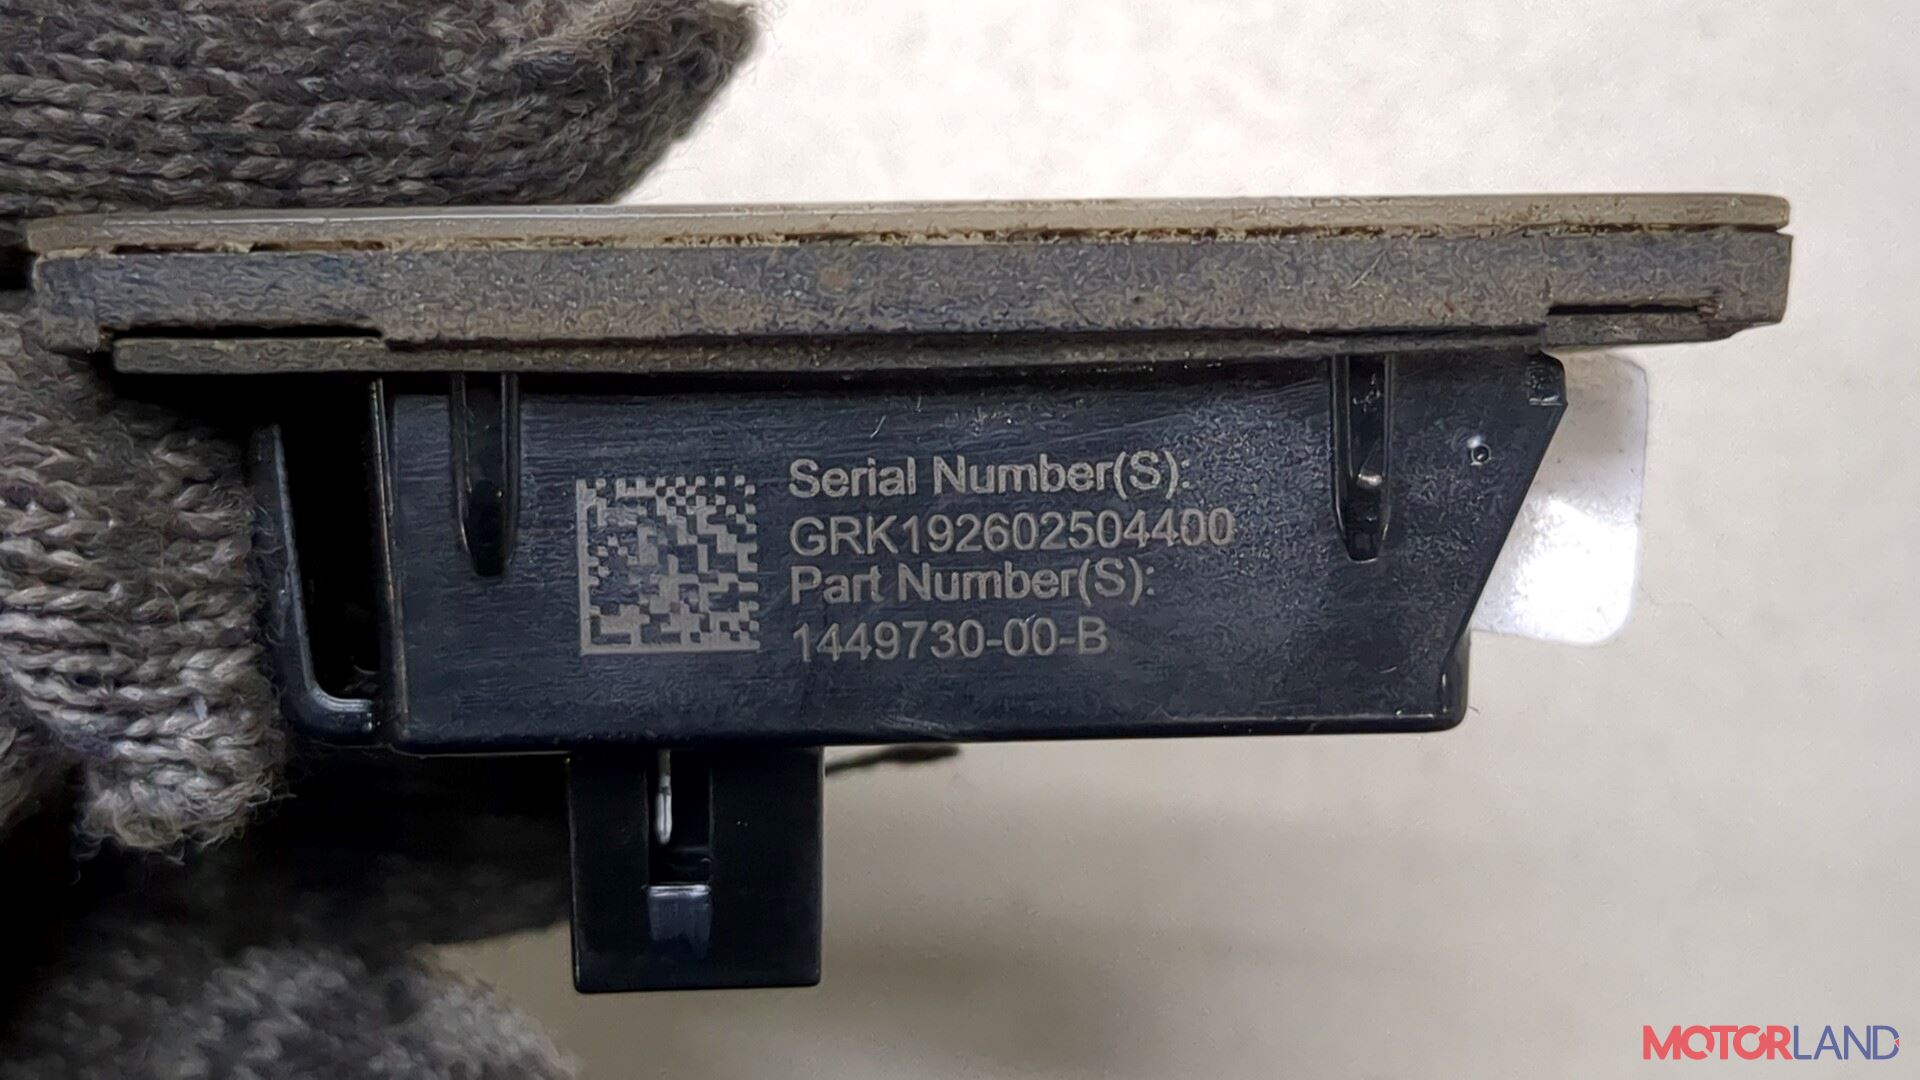 Serial Number(S):
GRK192602504400
Part Number(S):
1449730-00-B
MOTORLAND